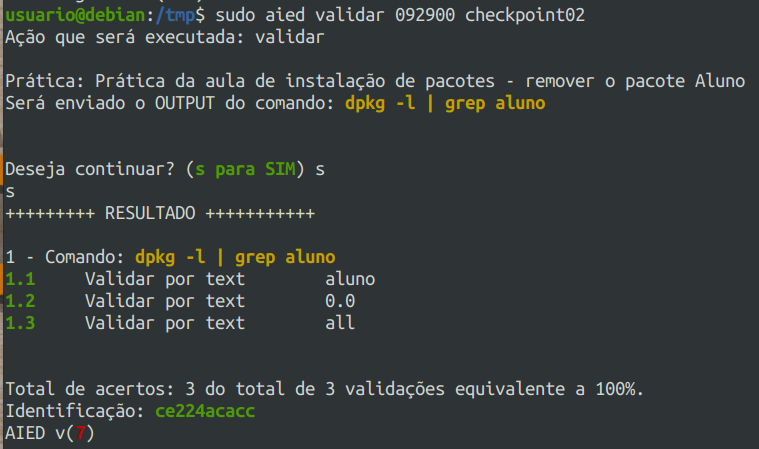 usuario@debian:/tmp$ sudo aied validar 092900 checkpoint02
Ação que será executada: validar
Prática: Prática da aula de instalação de pacotes - remover o pacote Aluno
Será enviado o OUTPUT do comando: dpkg -l | grep aluno
Deseja continuar? (s para SIM) s
s
+++++++++ RESULTADO +++++++++++
1 - Comando: dpkg -l | grep aluno
1.1 Validar por text aluno
1.2 Validar por text 0.0
1.3 Validar por text all
Total de acertos: 3 do total de 3 validações equivalente a 100%.
Identificação: ce224acacc
AIED v(7)